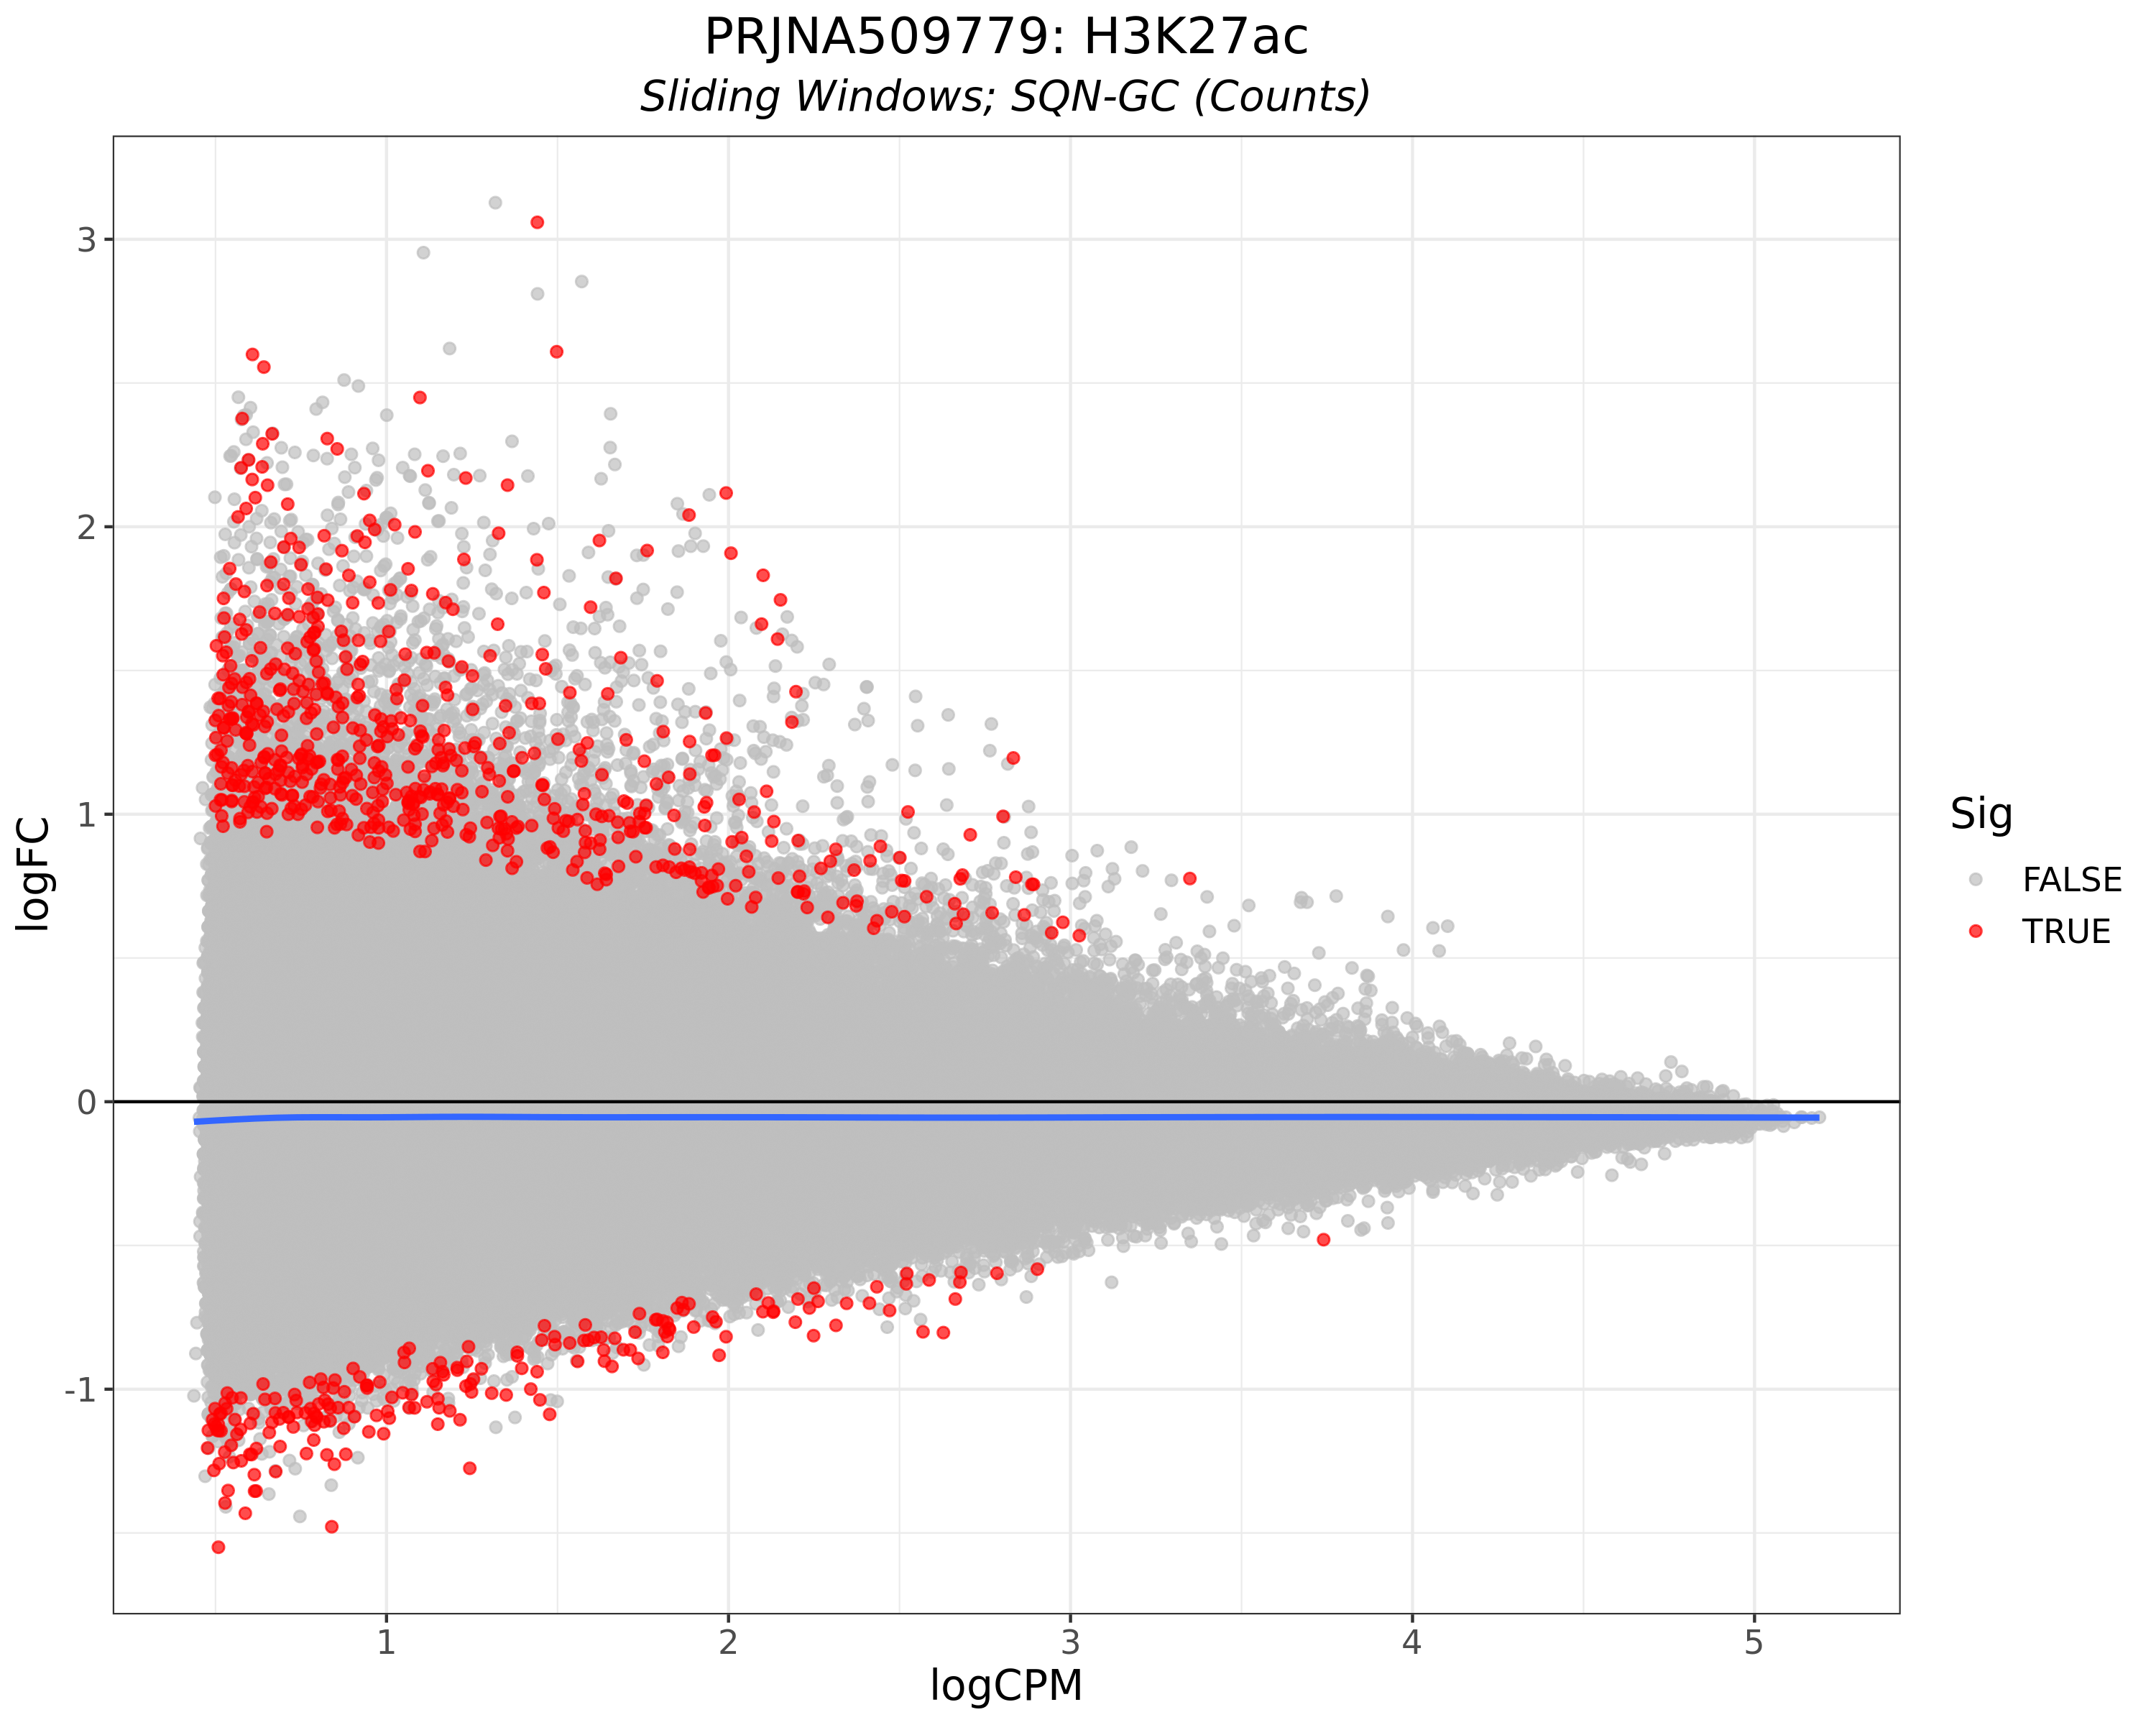 PRJNA509779: H3K27ac
Sliding Windows; SQN-GC (Counts)
logFC
3
2
1
0
-1
1
2
3
4
5
logCPM
Sig
FALSE
TRUE